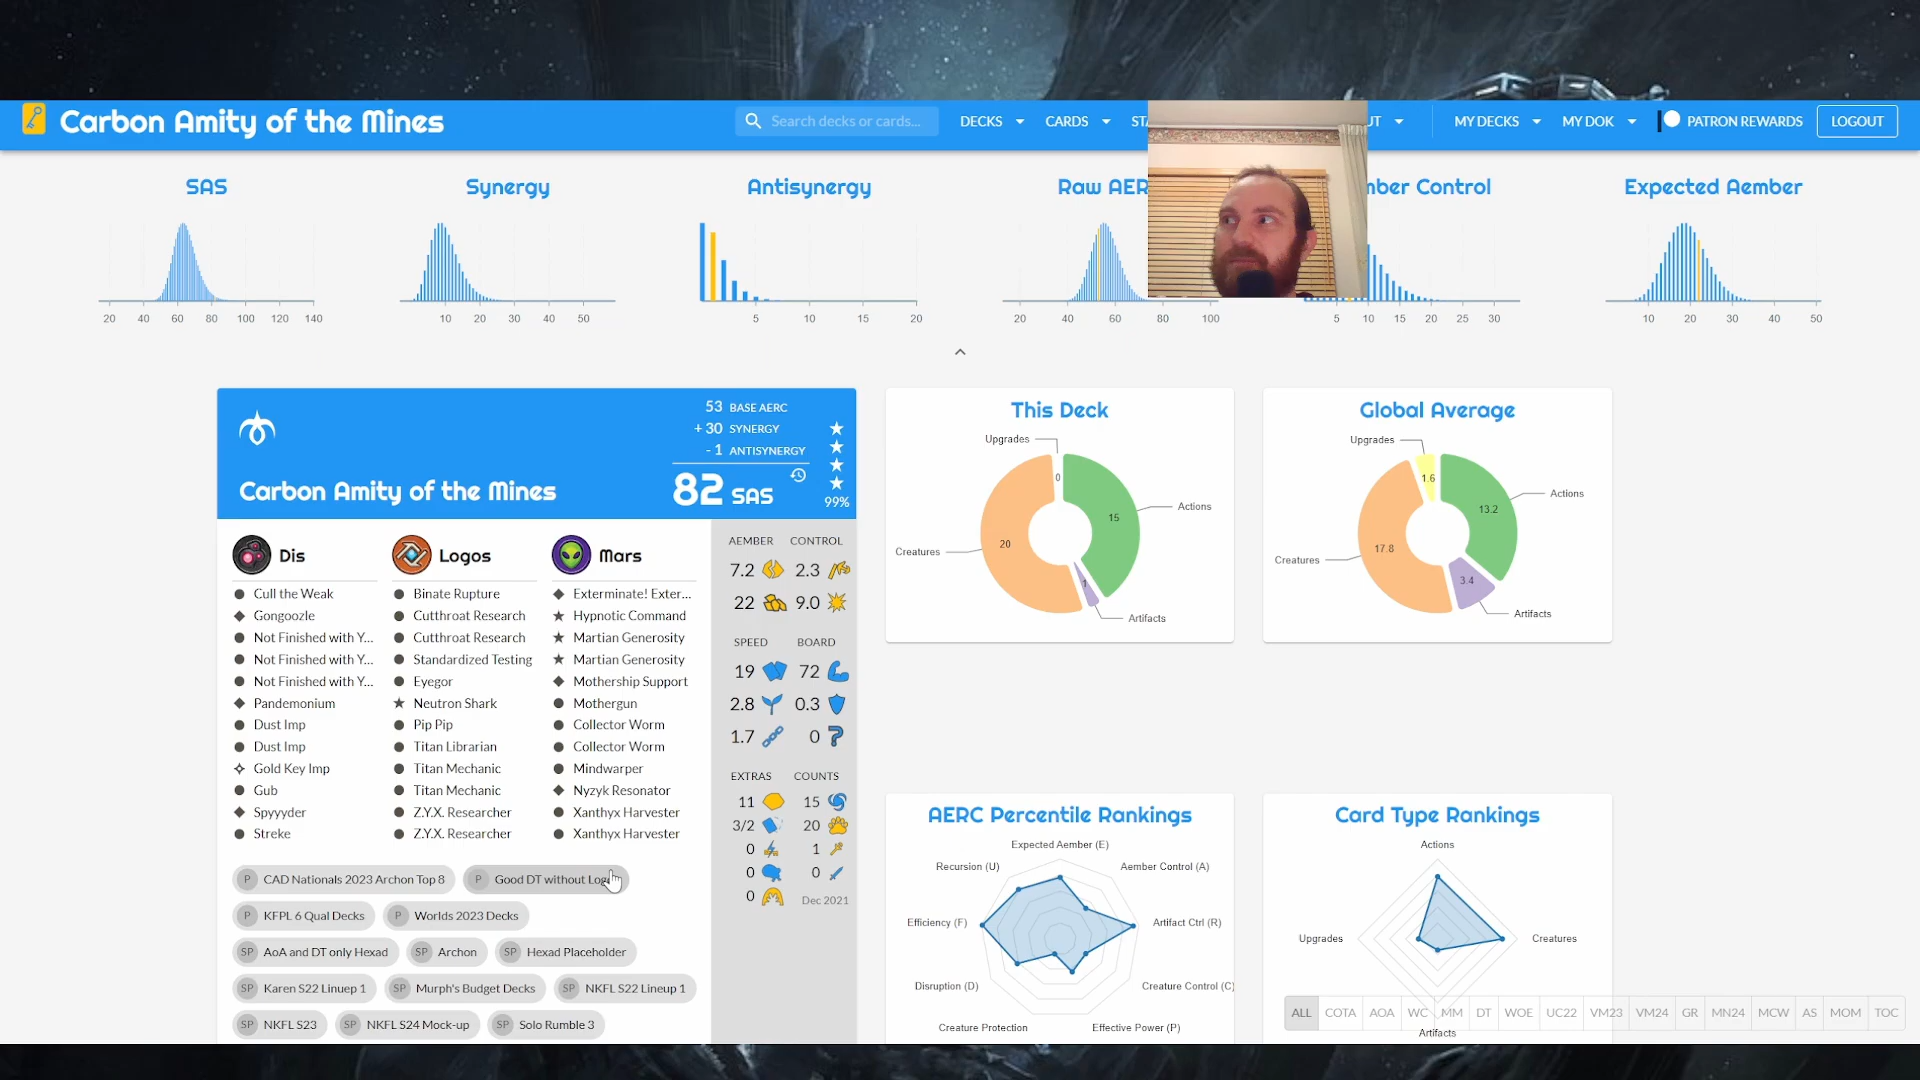 Carbon Amity of the Mines
Search decks or cards...
DECKS
CARDS
MY DECKS
MY DOK
PATRON REWARDS
LOGOUT
SAS
Synergy
Antisynergy
Raw AER
Control
Expected Aember
20 40 60 80 100 120 140
10 20 30 40 50
5 10 15 20
20 40 60 80 100
5 10 15 20 25 30
10 20 30 40 50
Carbon Amity of the Mines
53 BASE AERC
+ 30 SYNERGY
- 1 ANTISYNERGY
82 SAS
99%
Dis
Cull the Weak
Gongoozle
Not Finished with Y...
Not Finished with Y...
Not Finished with Y...
Pandemonium
Dust Imp
Dust Imp
Gold Key Imp
Gub
Spyyyder
Streke
Logos
Binate Rupture
Cutthroat Research
Cutthroat Research
Standardized Testing
Eyegor
Neutron Shark
Pip Pip
Titan Librarian
Titan Mechanic
Titan Mechanic
Z.Y.X. Researcher
Z.Y.X. Researcher
Mars
Exterminate! Exter...
Hypnotic Command
Martian Generosity
Martian Generosity
Mothership Support
Mothergun
Collector Worm
Collector Worm
Mindwarper
Nyzyk Resonator
Xanthyx Harvester
Xanthyx Harvester
AEMBER CONTROL
7.2 2.3
22 9.0
SPEED BOARD
19 72
2.8 0.3
1.7 0
EXTRAS COUNTS
11 15
3/2 20
0 1
0 0
0 Dec 2021
P CAD Nationals 2023 Archon Top 8
P Good DT without Log
P KFPL 6 Qual Decks
P Worlds 2023 Decks
SP AoA and DT only Hexad
SP Archon
SP Hexad Placeholder
SP Karen S22 Linuep 1
SP Murph's Budget Decks
SP NKFL S22 Lineup 1
SP NKFL S23
SP NKFL S24 Mock-up
SP Solo Rumble 3
This Deck
Upgrades
0
Actions
15
Creatures
20
1
Artifacts
Global Average
Upgrades
1.6
Actions
13.2
Creatures
17.8
3.4
Artifacts
AERC Percentile Rankings
Expected Aember (E)
Recursion (U)
Aember Control (A)
Efficiency (F)
Artifact Ctrl (R)
Disruption (D)
Creature Control (C)
Creature Protection
Effective Power (P)
Card Type Rankings
Actions
Upgrades
Creatures
Artifacts
ALL COTA AOA WC MM DT WOE UC22 VM23 VM24 GR MN24 MCW AS MOM TOC